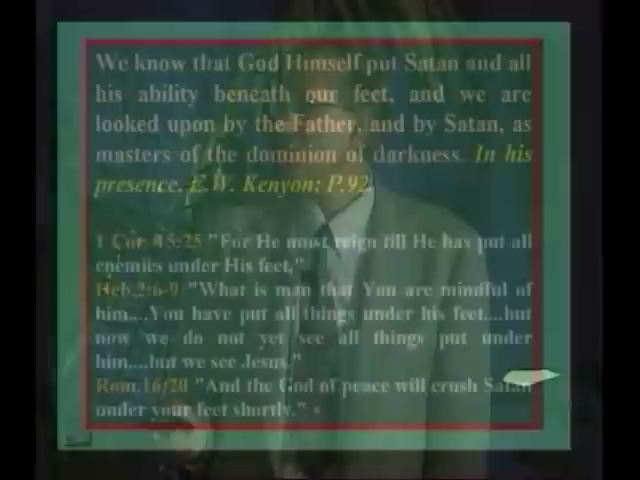 We know that God Himself put Satan and all
his ability beneath our feet, and we are
looked upon by the Father, and by Satan, as
masters of the dominion of darkness. In his
presence. E.W. Kenyon: P.92.
1 Cor. 15:25 "For He must reign till He has put all
enemies under His feet."
Heb.2:6-9 "What is man that You are mindful of
him....You have put all things under his feet....but
now we do not yet see all things put under
him....but we see Jesus."
Rom.16/20 "And the God of peace will crush Satan
under your feet shortly."